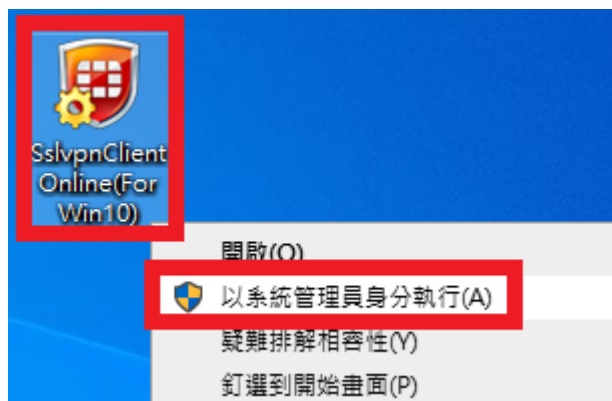 SslvpnClient
Online(For
Win10)
開啟(O)
以系統管理員身分執行(A)
疑難排解相容性(Y)
釘選到開始畫面(P)